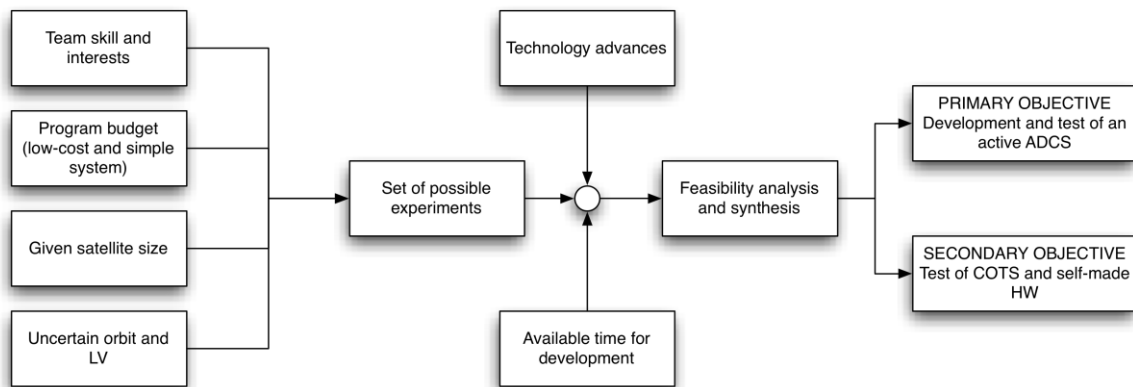 Team skill and
interests
Program budget
(low-cost and simple
system)
Given satellite size
Uncertain orbit and
LV
Set of possible
experiments
Technology advances
Available time for
development
Feasibility analysis
and synthesis
PRIMARY OBJECTIVE
Development and test of an
active ADCS
SECONDARY OBJECTIVE
Test of COTS and self-made
HW